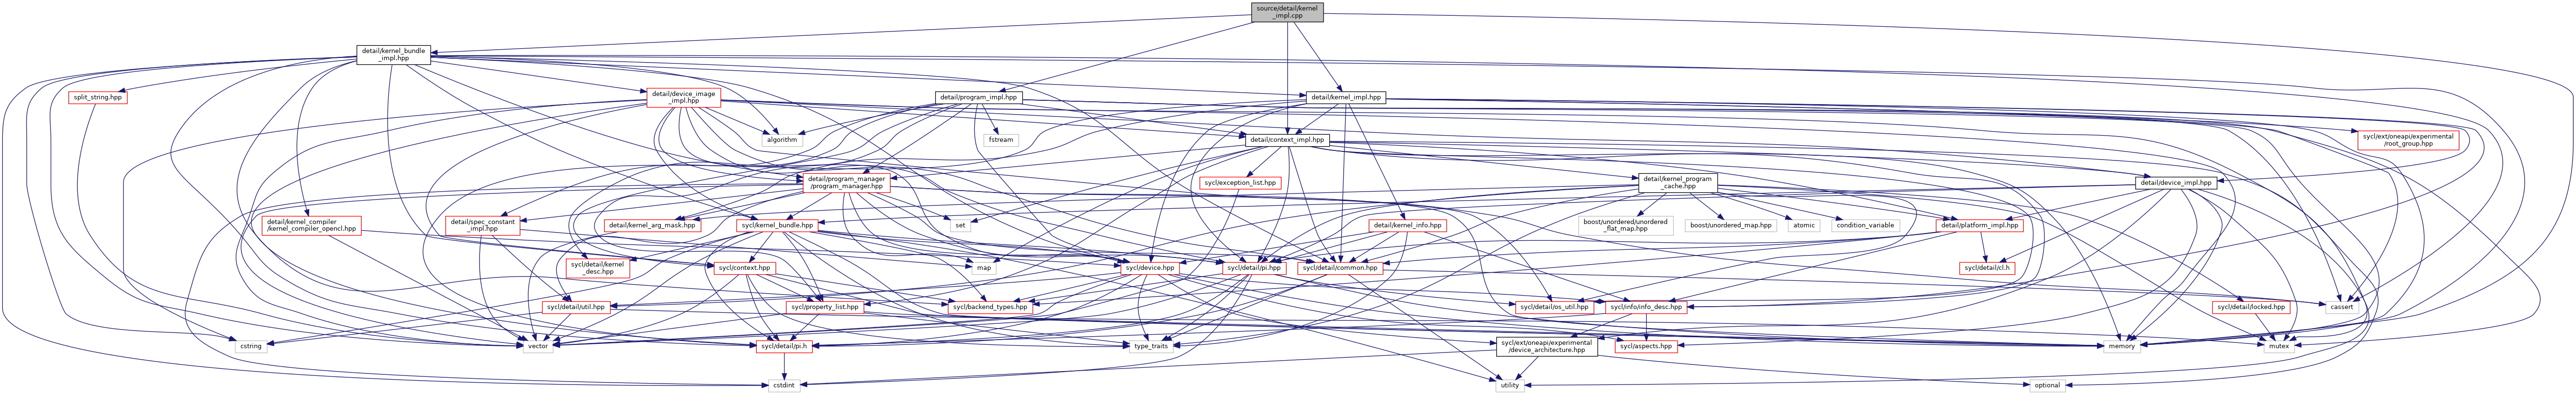 source/detail/kernel
_impl.cpp
detail/kernel_bundle
_impl.hpp
split_string.hpp
detail/device_image
_impl.hpp
detail/program_impl.hpp
detail/kernel_impl.hpp
algorithm
fstream
detail/context_impl.hpp
sycl/ext/oneapi/experimental
/root_group.hpp
detail/program_manager
/program_manager.hpp
sycl/exception_list.hpp
detail/kernel_program
_cache.hpp
detail/device_impl.hpp
detail/kernel_compiler
/kernel_compiler_opencl.hpp
detail/spec_constant
_impl.hpp
detail/kernel_arg_mask.hpp
sycl/kernel_bundle.hpp
set
detail/kernel_info.hpp
boost/unordered/unordered
_flat_map.hpp
boost/unordered_map.hpp
atomic
condition_variable
detail/platform_impl.hpp
sycl/detail/kernel
_desc.hpp
sycl/context.hpp
map
sycl/device.hpp
sycl/detail/pi.hpp
sycl/detail/common.hpp
sycl/detail/cl.h
sycl/detail/util.hpp
sycl/property_list.hpp
sycl/backend_types.hpp
sycl/detail/os_util.hpp
sycl/info/info_desc.hpp
sycl/detail/locked.hpp
cassert
cstring
vector
sycl/detail/pi.h
type_traits
sycl/ext/oneapi/experimental
/device_architecture.hpp
sycl/aspects.hpp
memory
mutex
cstdint
utility
optional